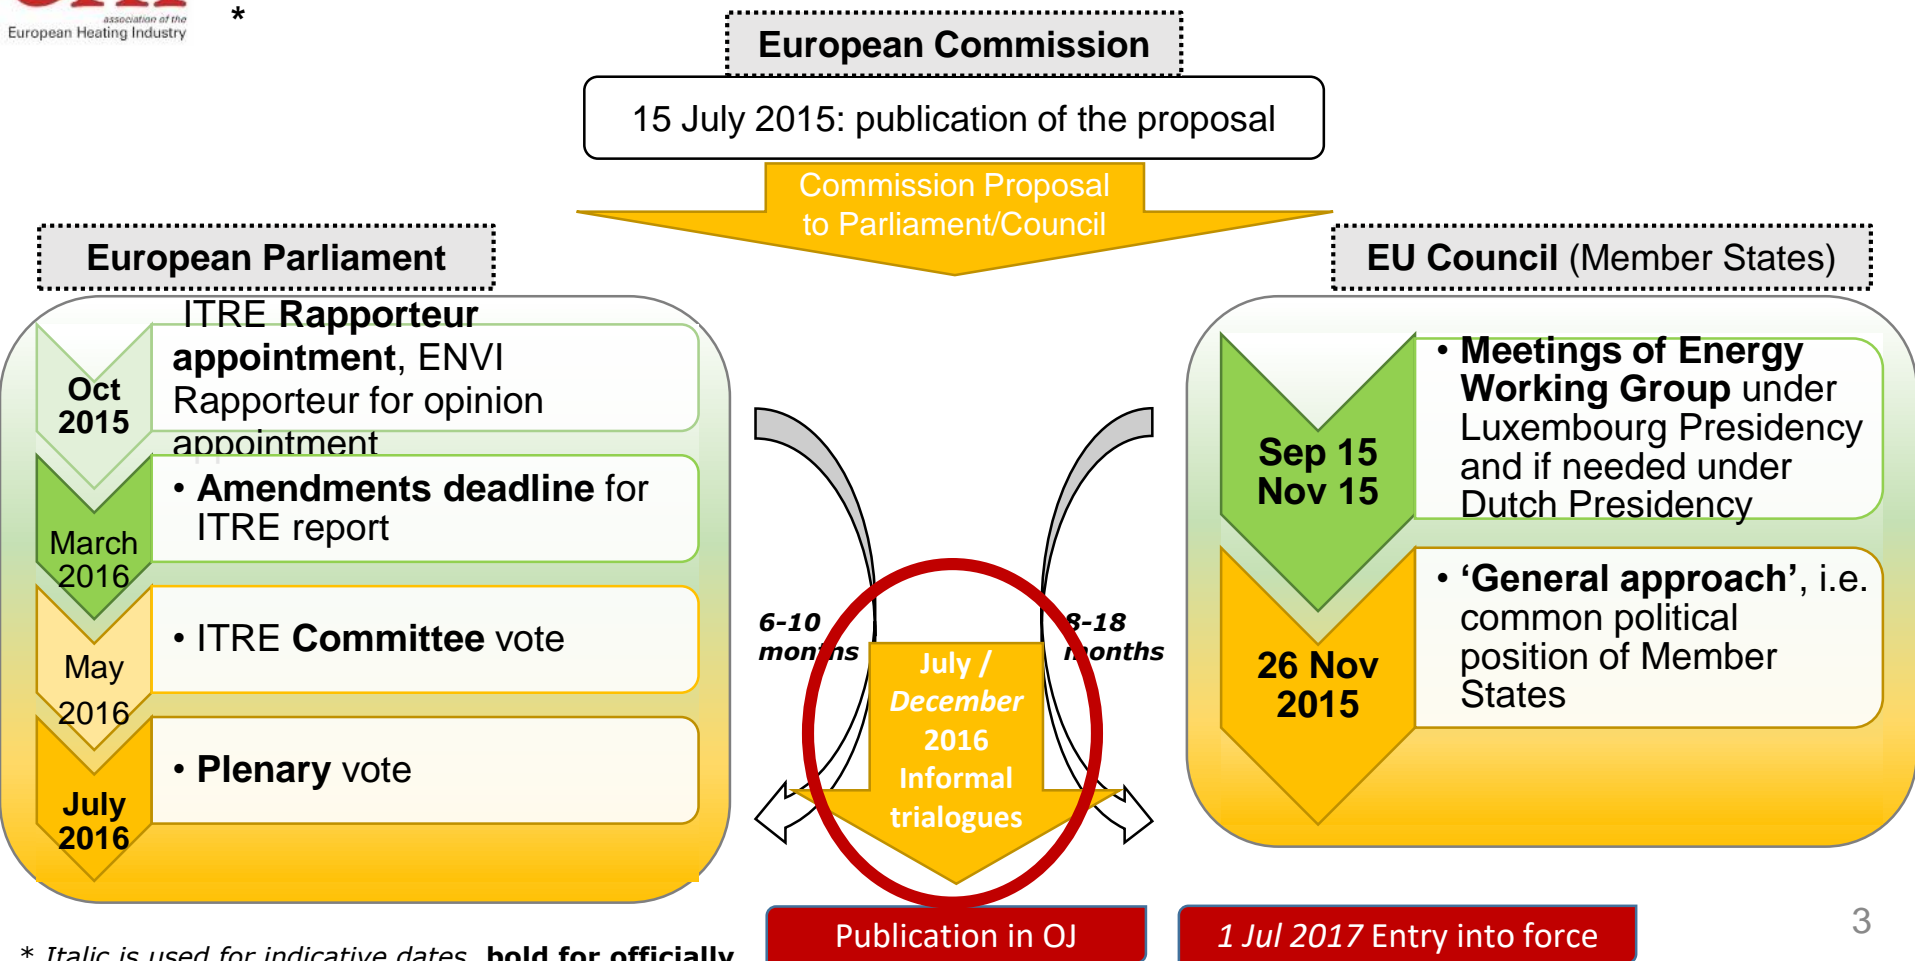 association of the
European Heating Industry
*
European Commission
15 July 2015: publication of the proposal
Commission Proposal
to Parliament/Council
European Parliament
ITRE Rapporteur
appointment, ENVI
Rapporteur for opinion
appointment
Oct
2015
• Amendments deadline for
ITRE report
March
2016
• ITRE Committee vote
May
2016
• Plenary vote
July
2016
6-10
months
8-18
months
July /
December
2016
Informal
trialogues
EU Council (Member States)
• Meetings of Energy
Working Group under
Luxembourg Presidency
and if needed under
Dutch Presidency
Sep 15
Nov 15
• ‘General approach’, i.e.
common political
position of Member
States
26 Nov
2015
Publication in OJ
1 Jul 2017 Entry into force
3
* Italic is used for indicative dates, bold for officially